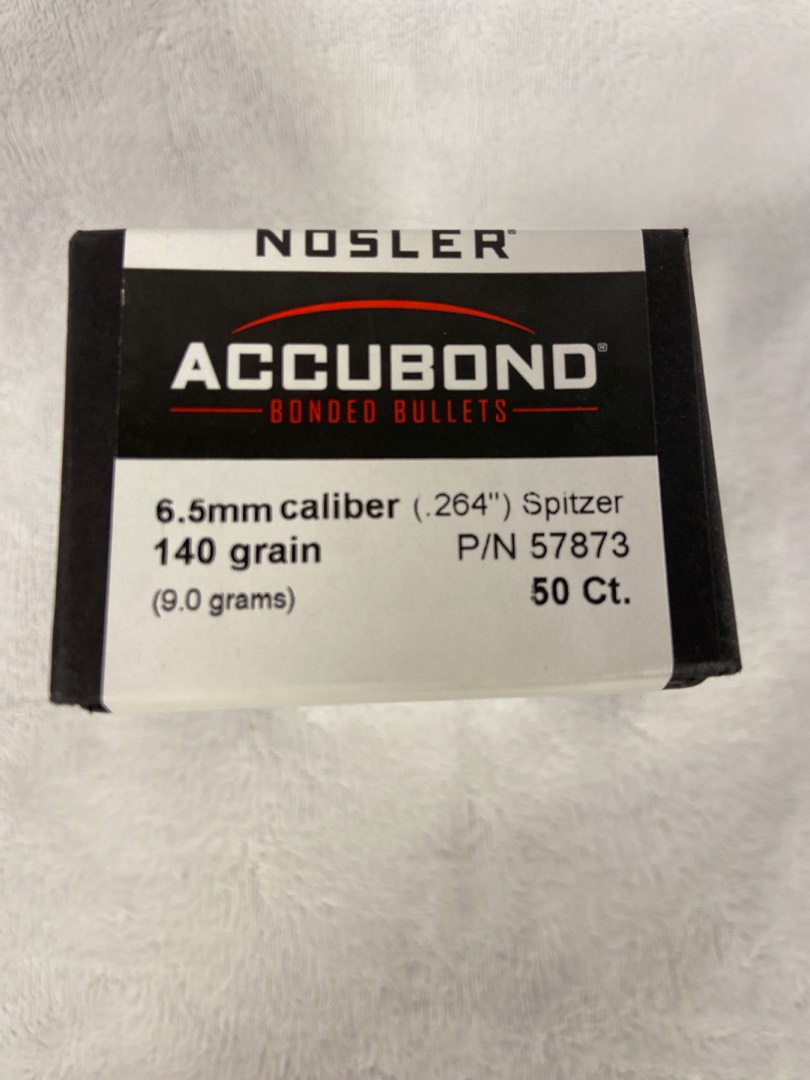 NOSLER®
ACCUBOND®
BONDED BULLETS
6.5mm caliber (.264") Spitzer
140 grain P/N 57873
(9.0 grams) 50 Ct.